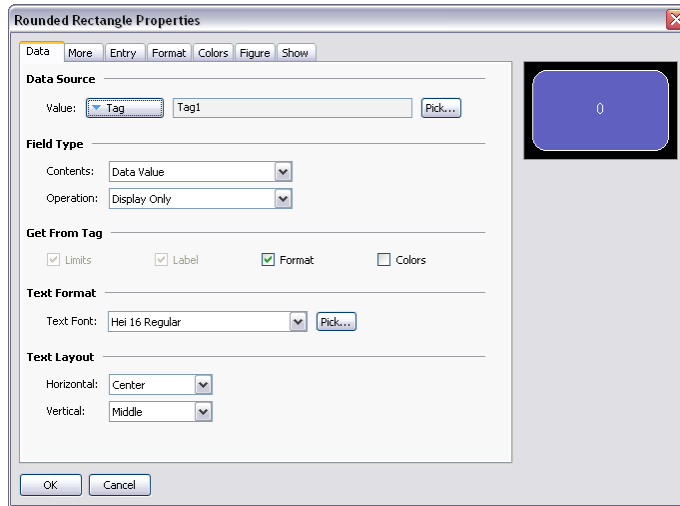 Rounded Rectangle Properties
Data More Entry Format Colors Figure Show
Data Source
Value: Tag Tag1 Pick...
0
Field Type
Contents: Data Value
Operation: Display Only
Get From Tag
Limits Label Format Colors
Text Format
Text Font: Hei 16 Regular Pick...
Text Layout
Horizontal: Center
Vertical: Middle
OK Cancel